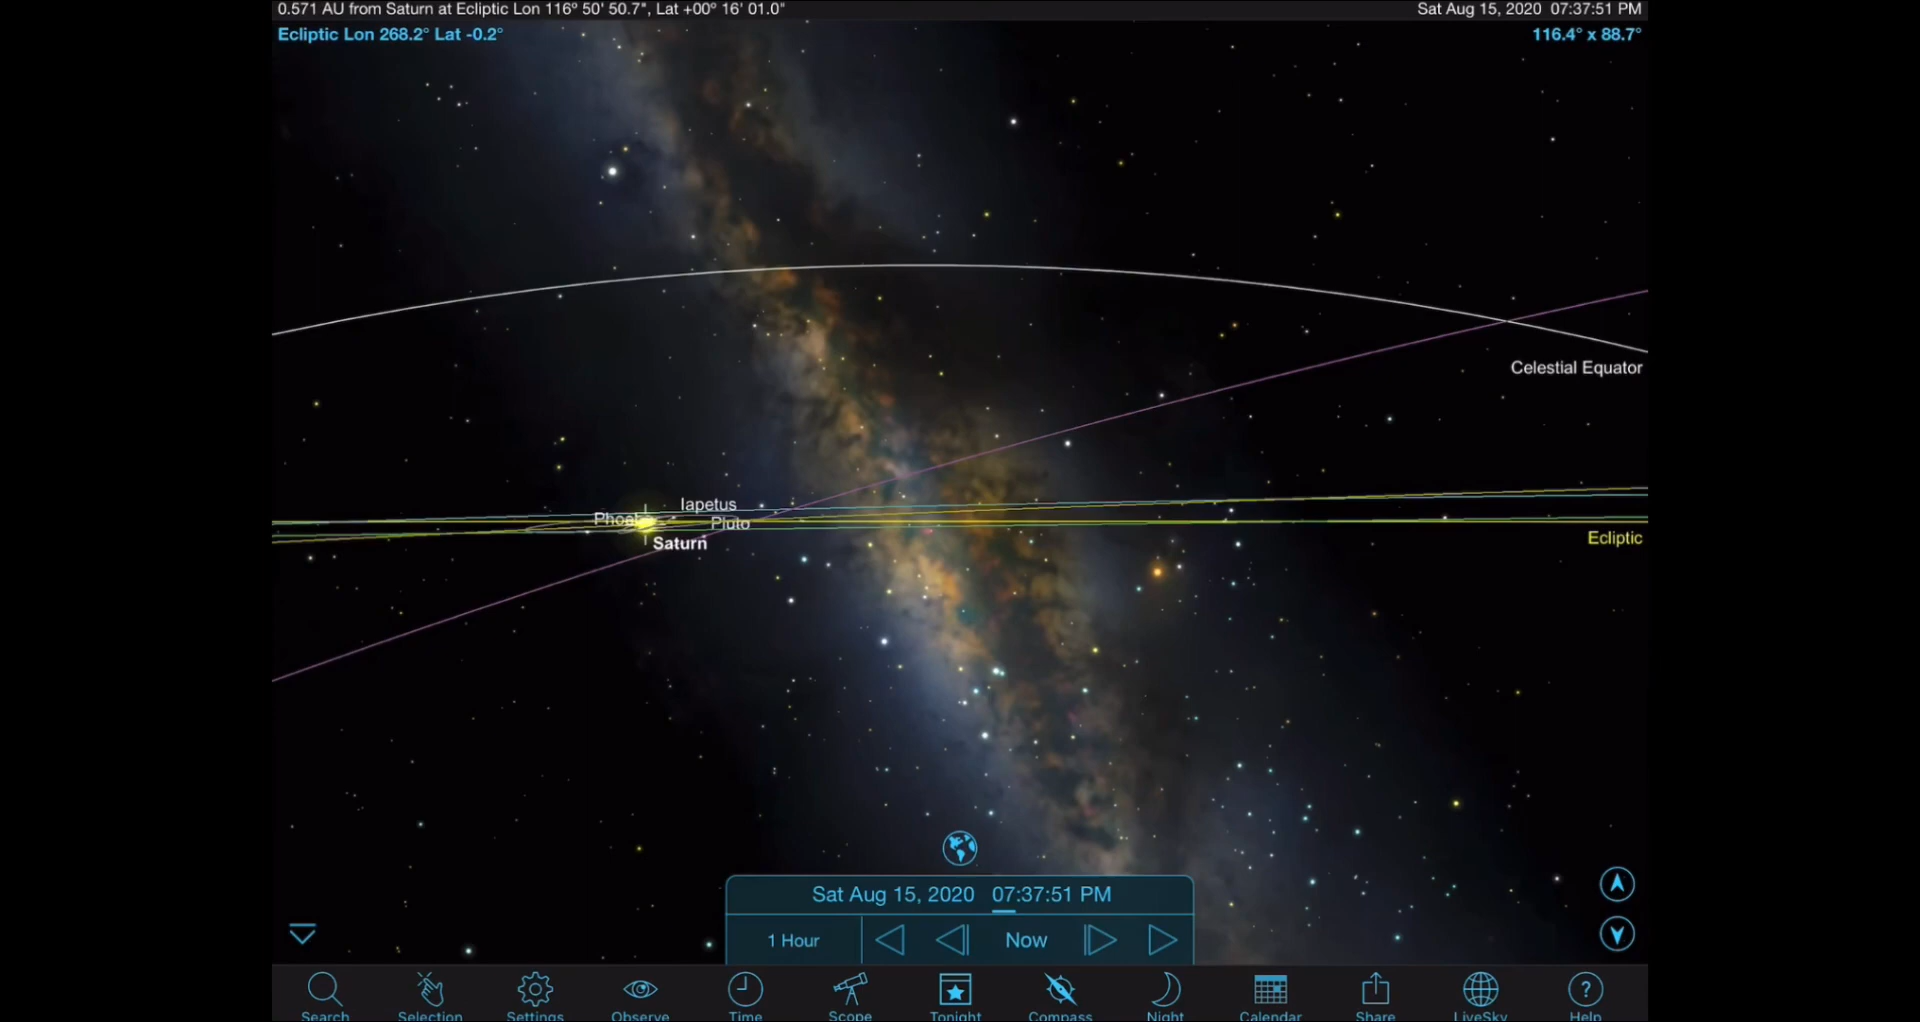 0.571 AU from Saturn at Ecliptic Lon 116º 50' 50.7", Lat +00º 16' 01.0"
Sat Aug 15, 2020 07:37:51 PM
Ecliptic Lon 268.2° Lat -0.2°
116.4° x 88.7°
Celestial Equator
Iapetus
Pluto
Saturn
Ecliptic
Sat Aug 15, 2020 07:37:51 PM
1 Hour
Now
Search
Selection
Settings
Observe
Time
Scope
Tonight
Compass
Night
Calendar
Share
LiveSky
Help